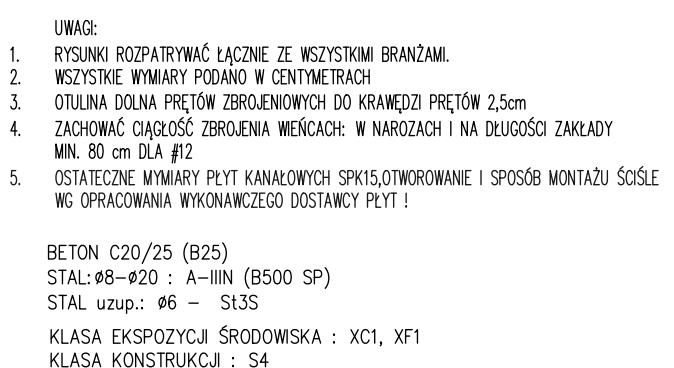 UWAGI:
1. RYSUNKI ROZPATRYWAĆ ŁĄCZNIE ZE WSZYSTKIMI BRANŻAMI.
2. WSZYSTKIE WYMIARY PODANO W CENTYMETRACH
3. OTULINA DOLNA PRĘTÓW ZBROJENIOWYCH DO KRAWĘDZI PRĘTÓW 2,5cm
4. ZACHOWAĆ CIĄGŁOŚĆ ZBROJENIA WIEŃCACH: W NAROZACH I NA DŁUGOŚCI ZAKŁADY
MIN. 80 cm DLA #12
5. OSTATECZNE MYMIARY PŁYT KANAŁOWYCH SPK15,OTWOROWANIE I SPOSÓB MONTAŻU ŚCIŚLE
WG OPRACOWANIA WYKONAWCZEGO DOSTAWCY PŁYT !
BETON C20/25 (B25)
STAL: ø8–ø20 : A–IIIN (B500 SP)
STAL uzup.: ø6 – St3S
KLASA EKSPOZYCJI ŚRODOWISKA : XC1, XF1
KLASA KONSTRUKCJI : S4